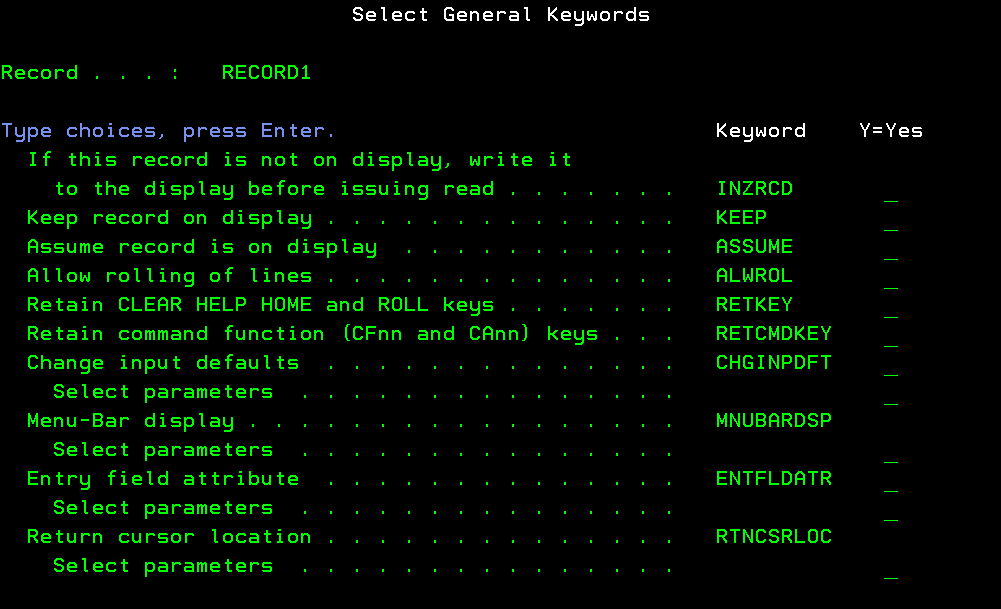 Select General Keywords
Record . . . :   RECORD1
Type choices, press Enter.                             Keyword    Y=Yes
  If this record is not on display, write it
    to the display before issuing read . . . . . . .   INZRCD       _
  Keep record on display . . . . . . . . . . . . . .   KEEP         _
  Assume record is on display  . . . . . . . . . . .   ASSUME       _
  Allow rolling of lines . . . . . . . . . . . . . .   ALWROL       _
  Retain CLEAR HELP HOME and ROLL keys . . . . . . .   RETKEY       _
  Retain command function (CFnn and CAnn) keys . . .   RETCMDKEY    _
  Change input defaults  . . . . . . . . . . . . . .   CHGINPDFT    _
    Select parameters  . . . . . . . . . . . . . . .                _
  Menu-Bar display . . . . . . . . . . . . . . . . .   MNUBARDSP
    Select parameters  . . . . . . . . . . . . . . .                _
  Entry field attribute  . . . . . . . . . . . . . .   ENTFLDATR    _
    Select parameters  . . . . . . . . . . . . . . .                _
  Return cursor location . . . . . . . . . . . . . .   RTNCSRLOC
    Select parameters  . . . . . . . . . . . . . . .                _